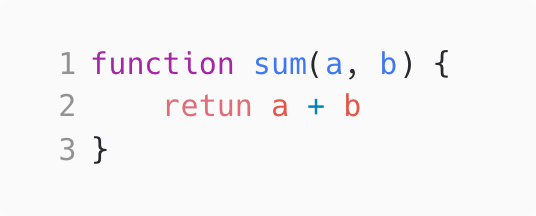 1 function sum(a, b) {
2     retun a + b
3 }